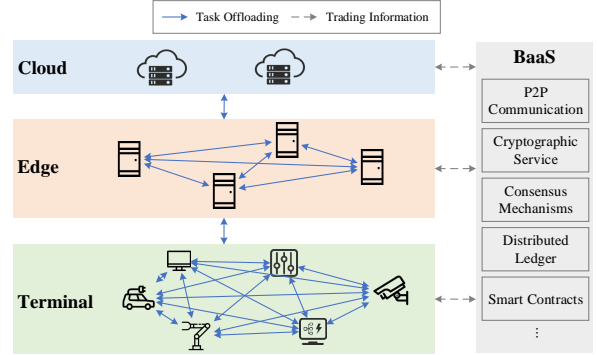 Task Offloading
Trading Information
Cloud
Edge
Terminal
BaaS
P2P
Communication
Cryptographic
Service
Consensus
Mechanisms
Distributed
Ledger
Smart Contracts
...